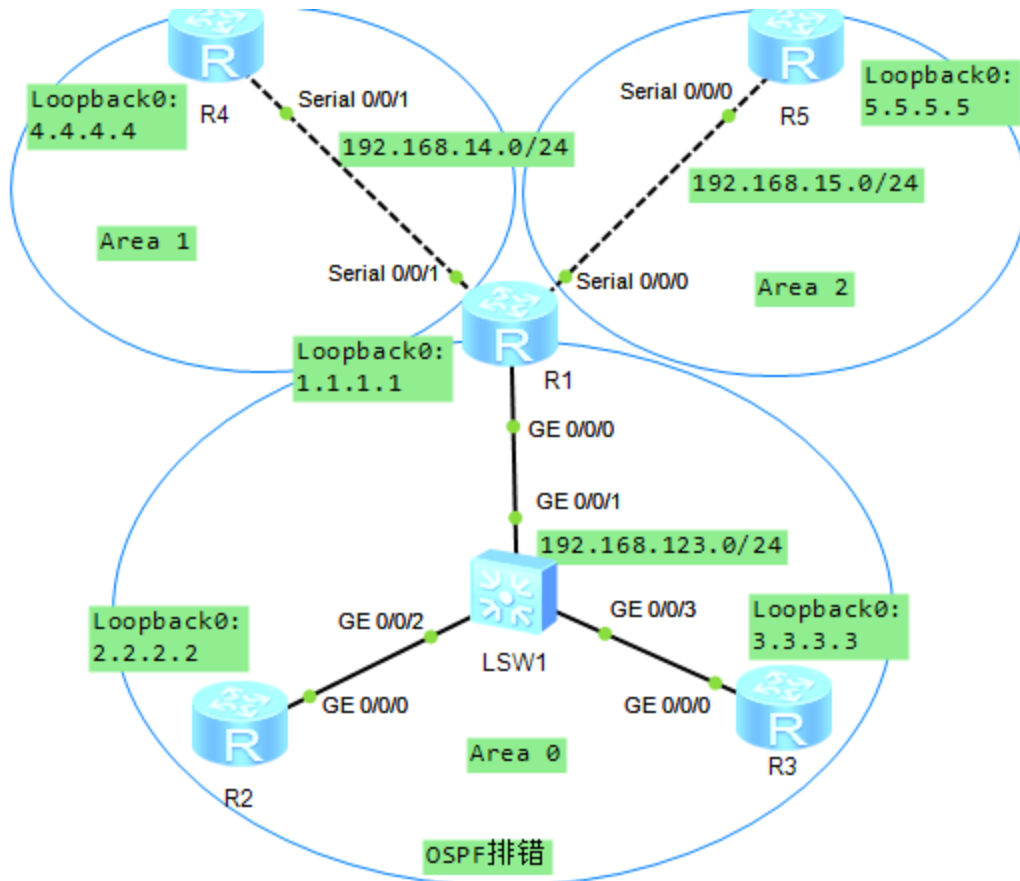 Loopback0:
4.4.4.4
R4
Serial 0/0/1
192.168.14.0/24
Area 1
Serial 0/0/1
Serial 0/0/0
R5
Loopback0:
5.5.5.5
192.168.15.0/24
Serial 0/0/0
Area 2
Loopback0:
1.1.1.1
R
R
R
R1
GE 0/0/0
GE 0/0/1
192.168.123.0/24
GE 0/0/2
GE 0/0/3
LSW1
Loopback0:
2.2.2.2
Loopback0:
3.3.3.3
R
GE 0/0/0
R2
GE 0/0/0
R
R3
Area 0
OSPF排错